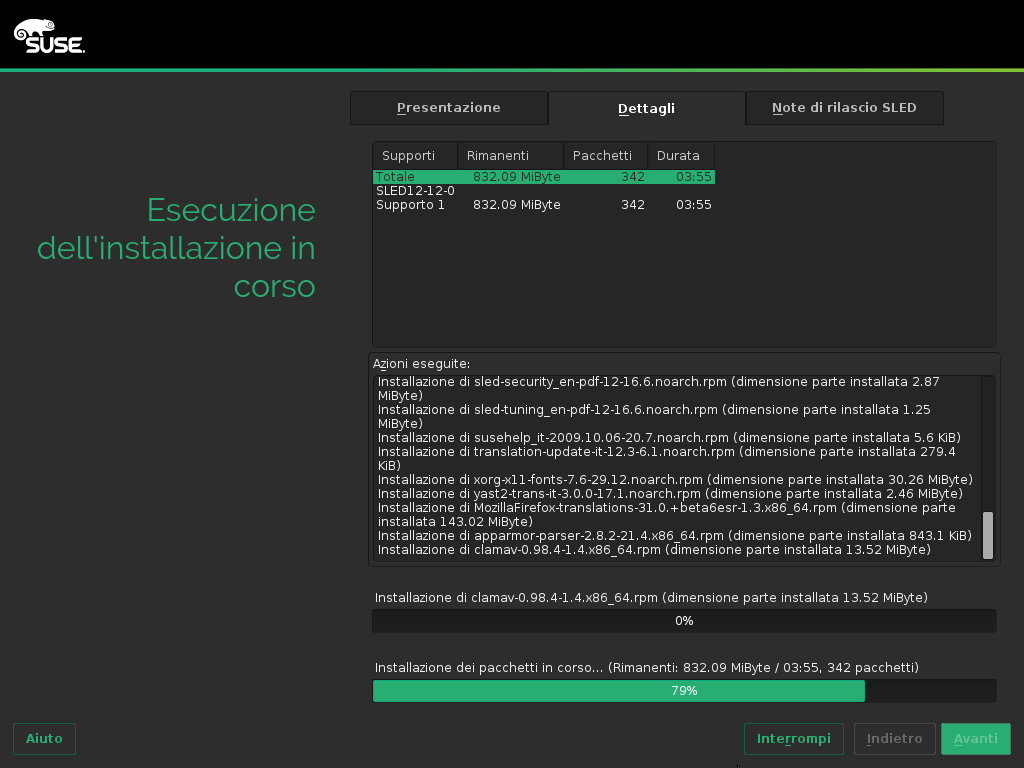 SUSE.
Presentazione Dettagli Note di rilascio SLED
Esecuzione
dell'installazione in
corso
Supporti Rimanenti Pacchetti Durata
Totale 832.09 MiByte 342 03:55
SLED12-12-0
Supporto 1 832.09 MiByte 342 03:55
Azioni eseguite:
Installazione di sled-security_en-pdf-12-16.6.noarch.rpm (dimensione parte installata 2.87
MiByte)
Installazione di sled-tuning_en-pdf-12-16.6.noarch.rpm (dimensione parte installata 1.25
MiByte)
Installazione di susehelp_it-2009.10.06-20.7.noarch.rpm (dimensione parte installata 5.6 KiB)
Installazione di translation-update-it-12.3-6.1.noarch.rpm (dimensione parte installata 279.4
KiB)
Installazione di xorg-x11-fonts-7.6-29.12.noarch.rpm (dimensione parte installata 30.26 MiByte)
Installazione di yast2-trans-it-3.0.0-17.1.noarch.rpm (dimensione parte installata 2.46 MiByte)
Installazione di MozillaFirefox-translations-31.0.+beta6esr-1.3.x86_64.rpm (dimensione parte
installata 143.02 MiByte)
Installazione di apparmor-parser-2.8.2-21.4.x86_64.rpm (dimensione parte installata 843.1 KiB)
Installazione di clamav-0.98.4-1.4.x86_64.rpm (dimensione parte installata 13.52 MiByte)
Installazione di clamav-0.98.4-1.4.x86_64.rpm (dimensione parte installata 13.52 MiByte)
0%
Installazione dei pacchetti in corso... (Rimanenti: 832.09 MiByte / 03:55, 342 pacchetti)
79%
Aiuto Interrompi Indietro Avanti